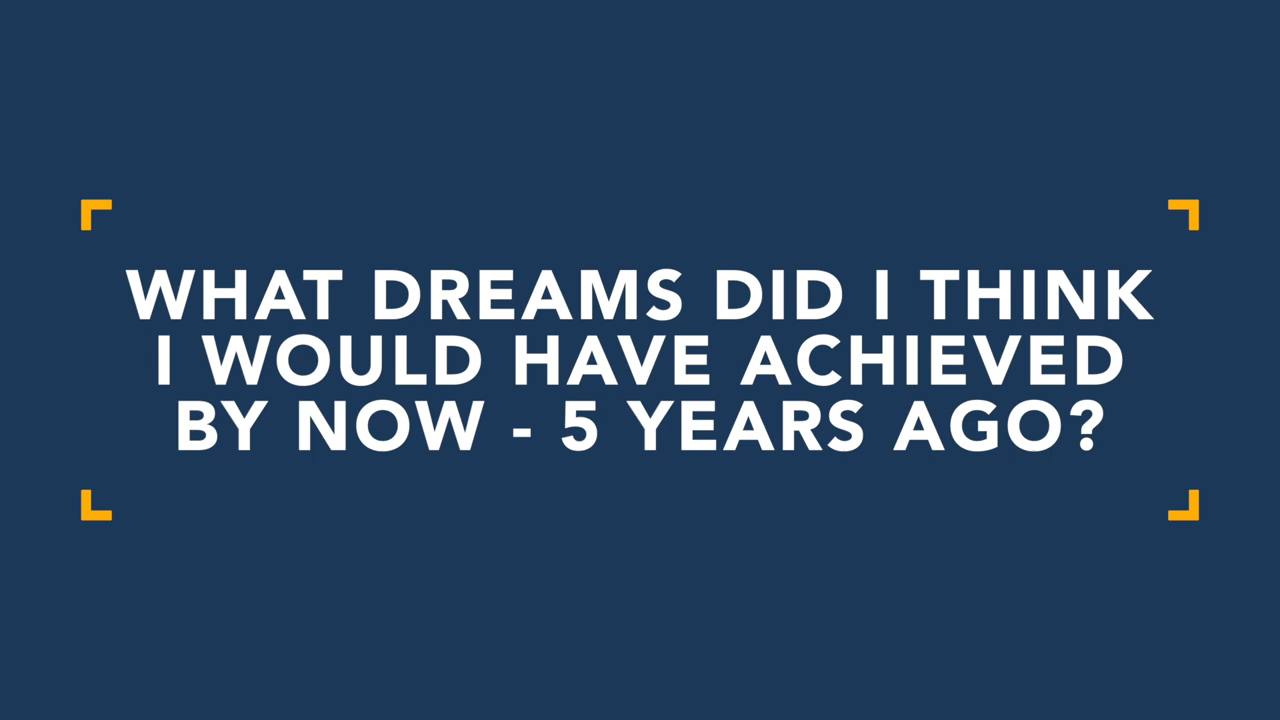 WHAT DREAMS DID I THINK
I WOULD HAVE ACHIEVED
BY NOW - 5 YEARS AGO?